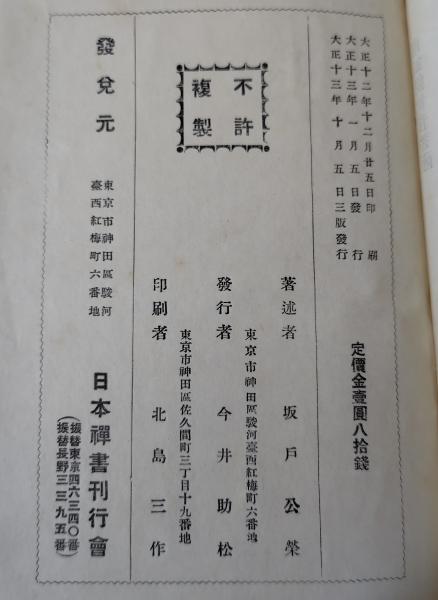 大正十二年十二月廿五日印刷
大正十三年一月五日發行
大正十三年十月五日三版發行
定價金壹圓八拾錢
不許
複製
著述者 坂戶公榮
東京市神田區駿河臺西紅梅町六番地
發行者 今井助松
東京市神田區佐久間町三丁目十九番地
印刷者 北島三作
發兌元
東京市神田區駿河
臺西紅梅町六番地
日本禪書刊行會
(振替東京四六三四〇番
振替長野三三九五番)